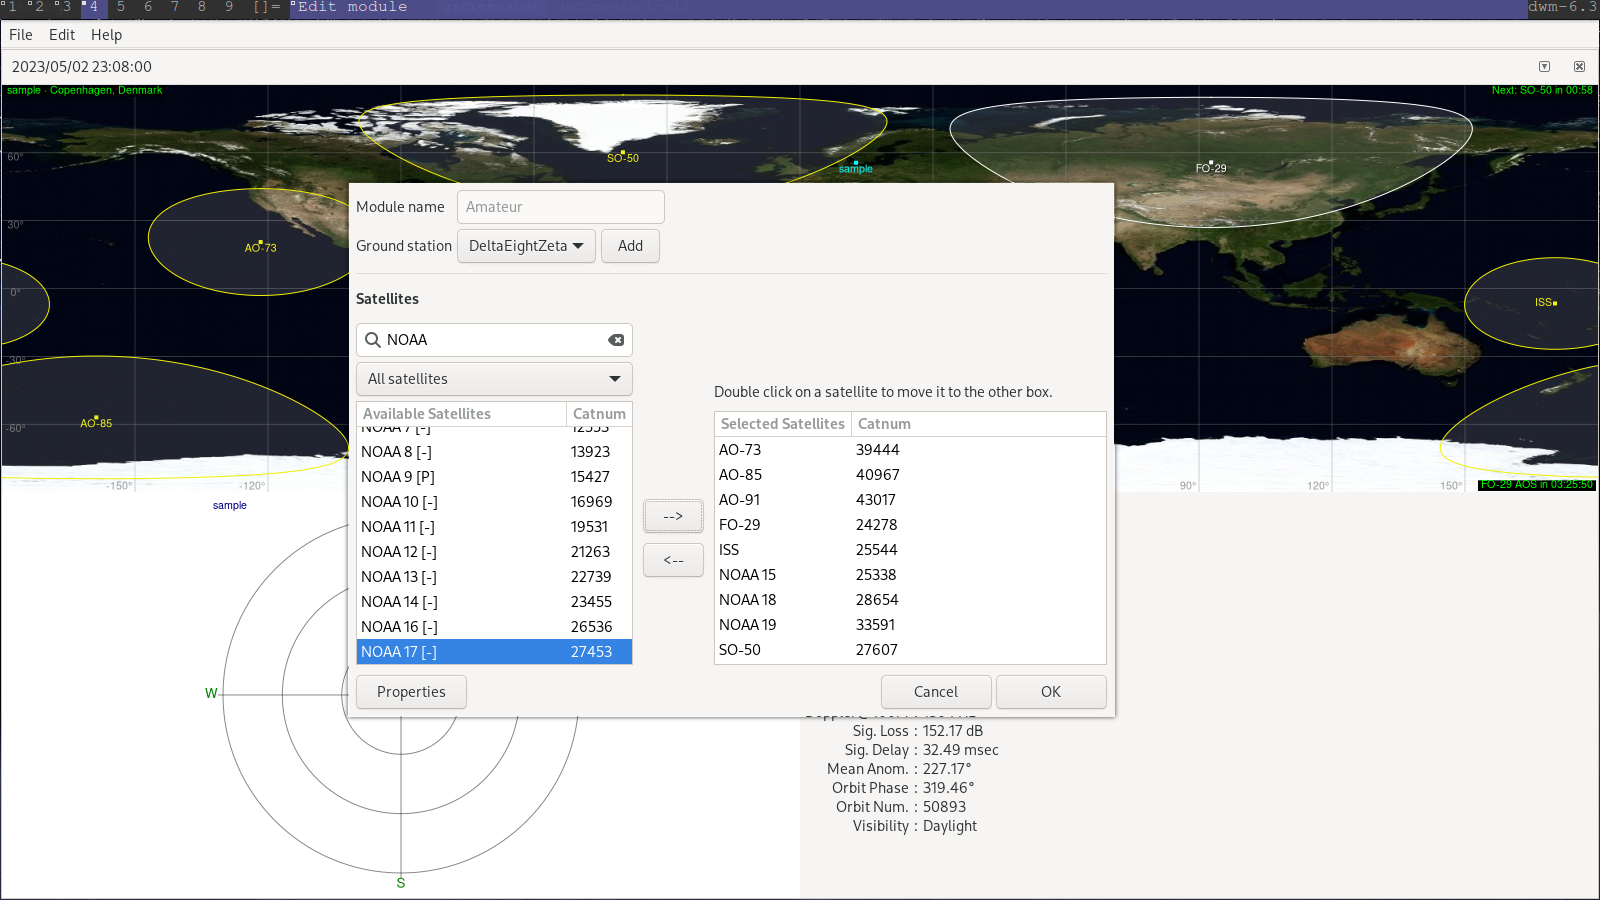 1 2 3 4 5 6 7 8 9 []= Edit module dwm-6.3
File Edit Help
2023/05/02 23:08:00
sample · Copenhagen, Denmark
Next: SO-50 in 00:58
60°
SO-50
sample
FO-29
30°
AO-73
0°
ISS
-30°
AO-85
-60°
-150°
-120°
90°
120°
150°
FO-29 AOS in 03:25:50
Module name Amateur
Ground station DeltaEightZeta Add
Satellites
NOAA
All satellites
Double click on a satellite to move it to the other box.
Available Satellites Catnum
NOAA 7 [-] 12553
NOAA 8 [-] 13923
NOAA 9 [P] 15427
NOAA 10 [-] 16969
NOAA 11 [-] 19531
NOAA 12 [-] 21263
NOAA 13 [-] 22739
NOAA 14 [-] 23455
NOAA 16 [-] 26536
NOAA 17 [-] 27453
-->
<--
Selected Satellites Catnum
AO-73 39444
AO-85 40967
AO-91 43017
FO-29 24278
ISS 25544
NOAA 15 25338
NOAA 18 28654
NOAA 19 33591
SO-50 27607
Properties Cancel OK
sample
W
S
Sig. Loss : 152.17 dB
Sig. Delay : 32.49 msec
Mean Anom. : 227.17°
Orbit Phase : 319.46°
Orbit Num. : 50893
Visibility : Daylight